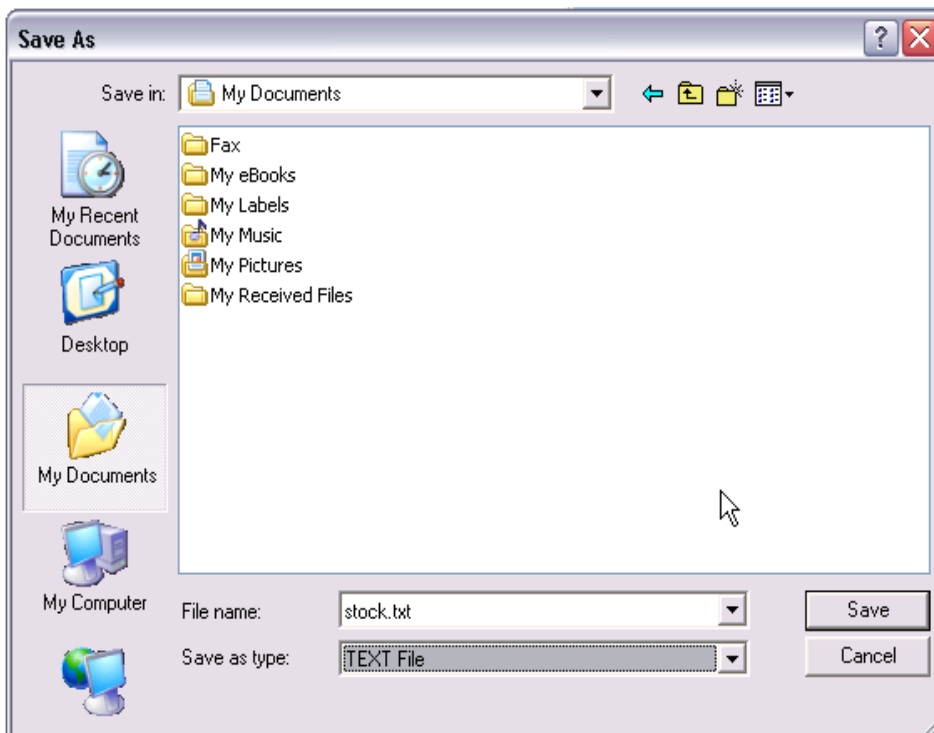 Save As
Save in: My Documents
Fax
My eBooks
My Labels
My Music
My Pictures
My Received Files
My Recent
Documents
Desktop
My Documents
My Computer
File name: stock.txt Save
Save as type: TEXT File Cancel